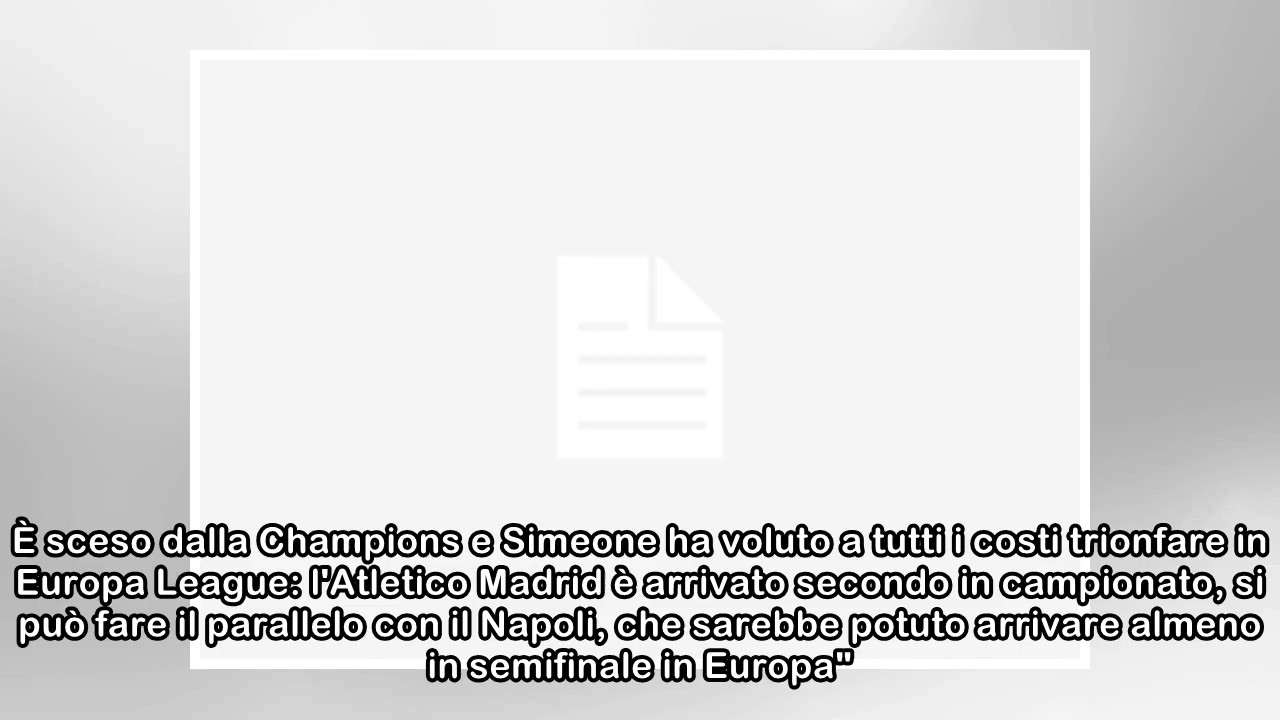 È sceso dalla Champions e Simeone ha voluto a tutti i costi trionfare in
Europa League: l'Atletico Madrid è arrivato secondo in campionato, si
può fare il parallelo con il Napoli, che sarebbe potuto arrivare almeno
in semifinale in Europa"